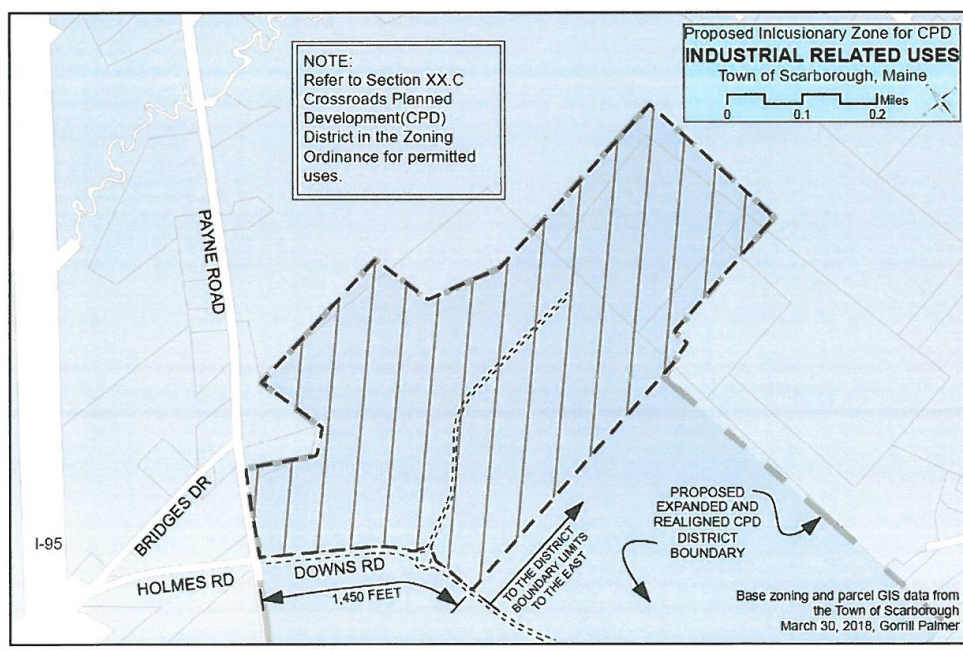 Proposed Inlcusionary Zone for CPD
INDUSTRIAL RELATED USES
Town of Scarborough, Maine
Miles
0 0.1 0.2
NOTE:
Refer to Section XX.C
Crossroads Planned
Development(CPD)
District in the Zoning
Ordinance for permitted
uses.
PAYNE ROAD
BRIDGES DR
I-95
HOLMES RD
DOWNS RD
1,450 FEET
TO THE DISTRICT
BOUNDARY LIMITS
TO THE EAST
PROPOSED
EXPANDED AND
REALIGNED CPD
DISTRICT
BOUNDARY
Base zoning and parcel GIS data from
the Town of Scarborough
March 30, 2018, Gorrill Palmer